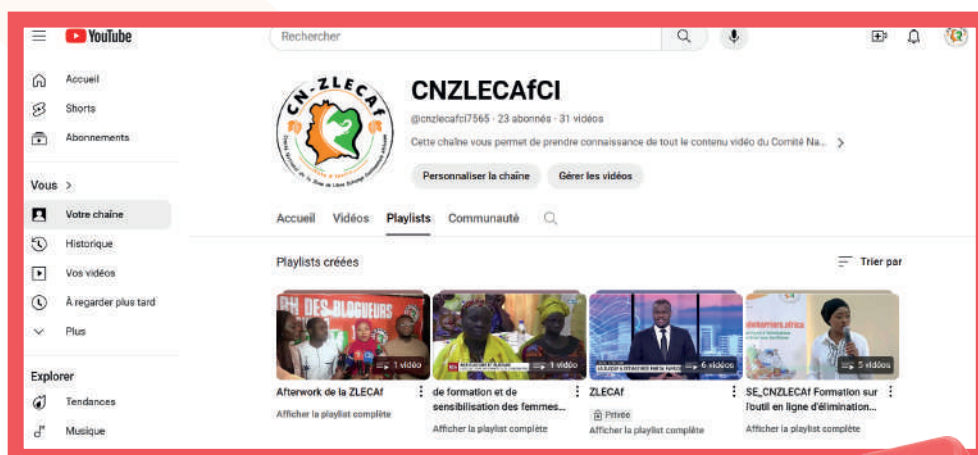 YouTube
Rechercher
Accueil
Shorts
Abonnements
Vous >
Votre chaîne
Historique
Vos vidéos
À regarder plus tard
Plus
Explorer
Tendances
Musique
CN-ZLECAf
CNZLECAfCI
@cnzlecafci7565 · 23 abonnés · 31 vidéos
Cette chaîne vous permet de prendre connaissance de tout le contenu vidéo du Comité Na... >
Personnaliser la chaîne
Gérer les vidéos
Accueil Vidéos Playlists Communauté
Playlists créées
Trier par
RH DES BLOGUEURS
1 vidéo
Afterwork de la ZLECAf
Afficher la playlist complète
1 vidéo
de formation et de
sensibilisation des femmes...
Afficher la playlist complète
6 vidéos
ZLECAf
Privée
Afficher la playlist complète
5 vidéos
SE_CNZLECAf Formation sur
l'outil en ligne d'élimination...
Afficher la playlist complète